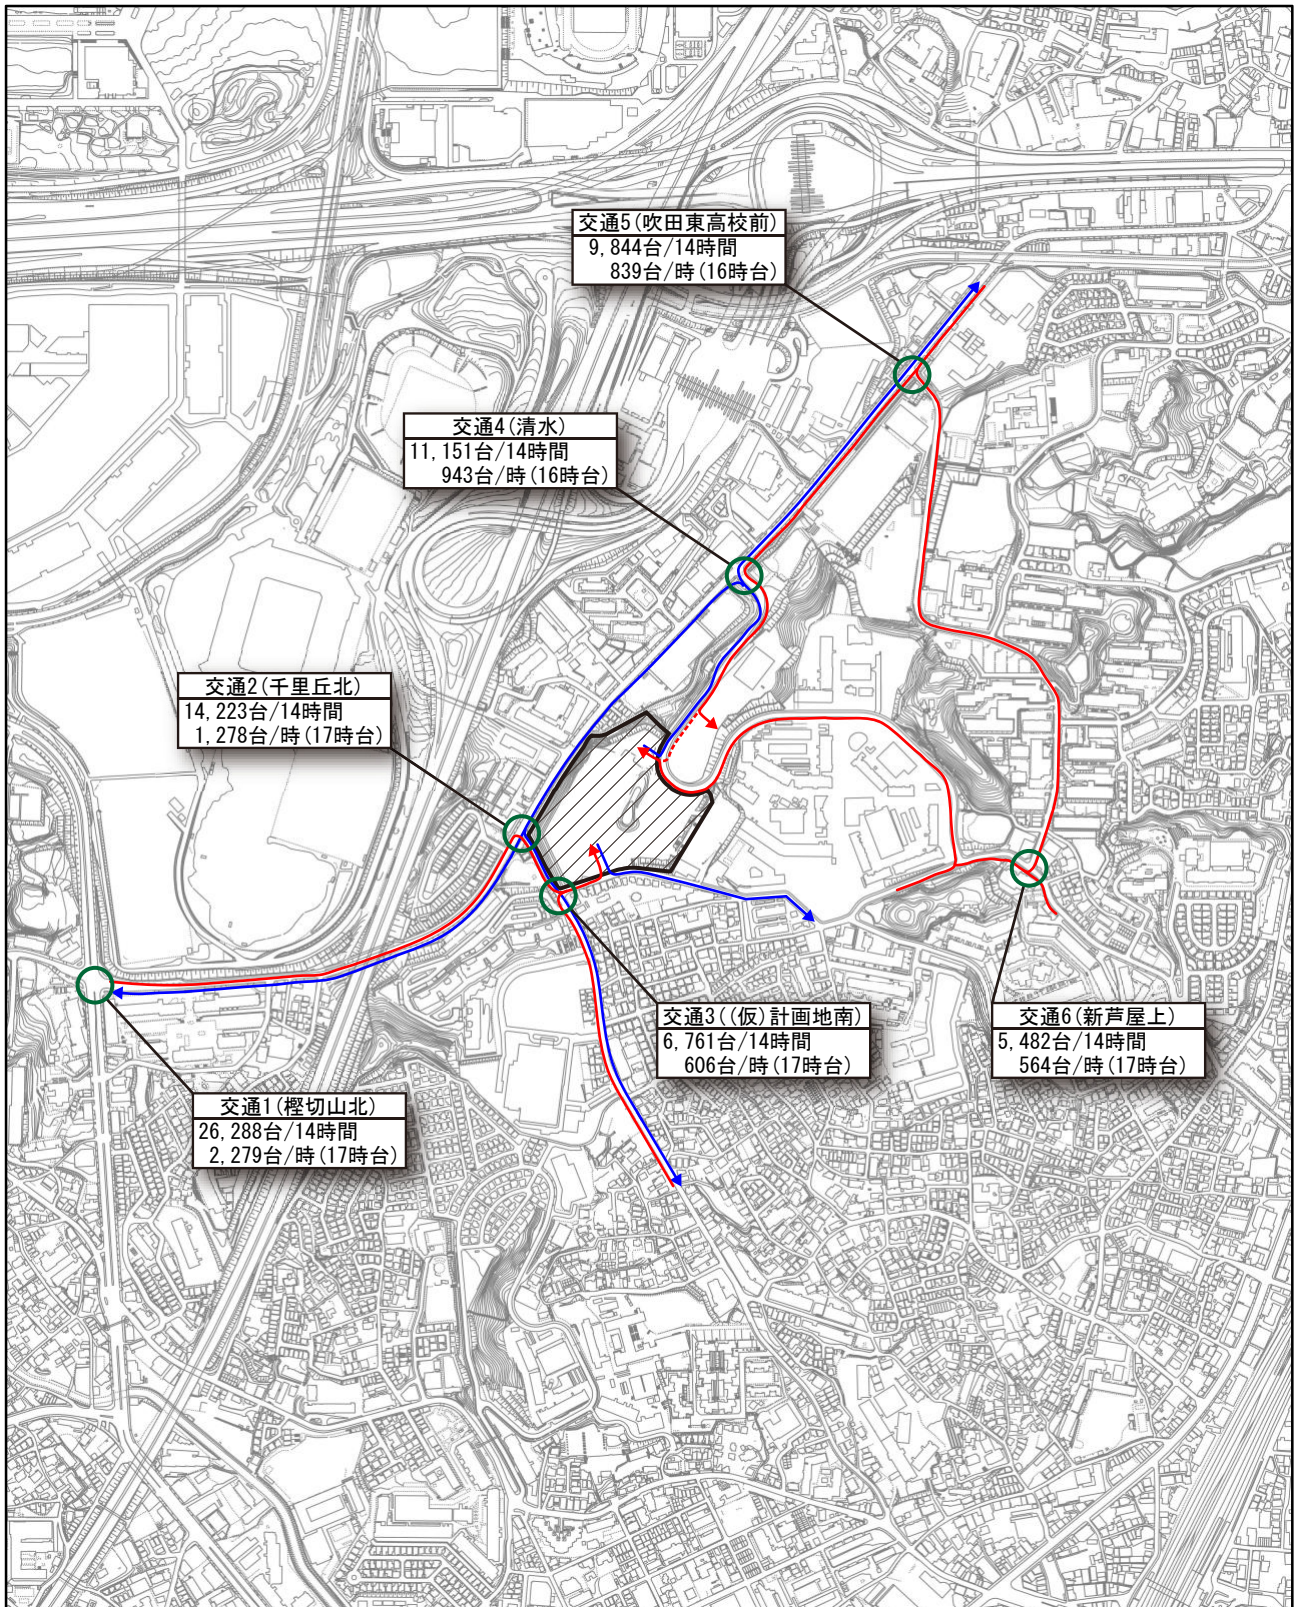 交通5(吹田東高校前)
9,844台/14時間
839台/時(16時台)
交通4(清水)
11,151台/14時間
943台/時(16時台)
交通2(千里丘北)
14,223台/14時間
1,278台/時(17時台)
交通3((仮)計画地南)
6,761台/14時間
606台/時(17時台)
交通6(新芦屋上)
5,482台/14時間
564台/時(17時台)
交通1(樫切山北)
26,288台/14時間
2,279台/時(17時台)